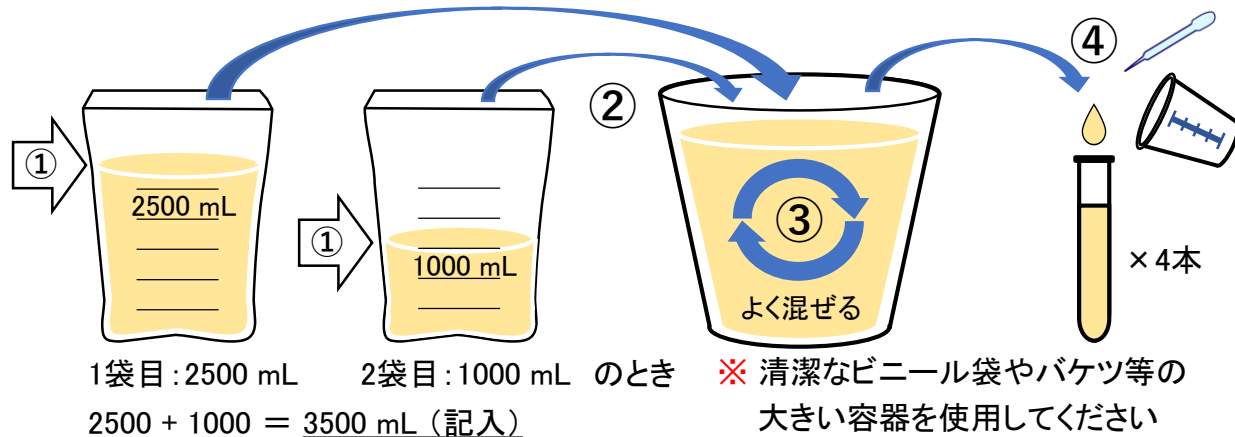 ①
2500 mL
①
1000 mL
②
③
よく混ぜる
④
×4本
1袋目:2500 mL 2袋目:1000 mL のとき
2500 + 1000 = 3500 mL (記入)
※ 清潔なビニール袋やバケツ等の
大きい容器を使用してください